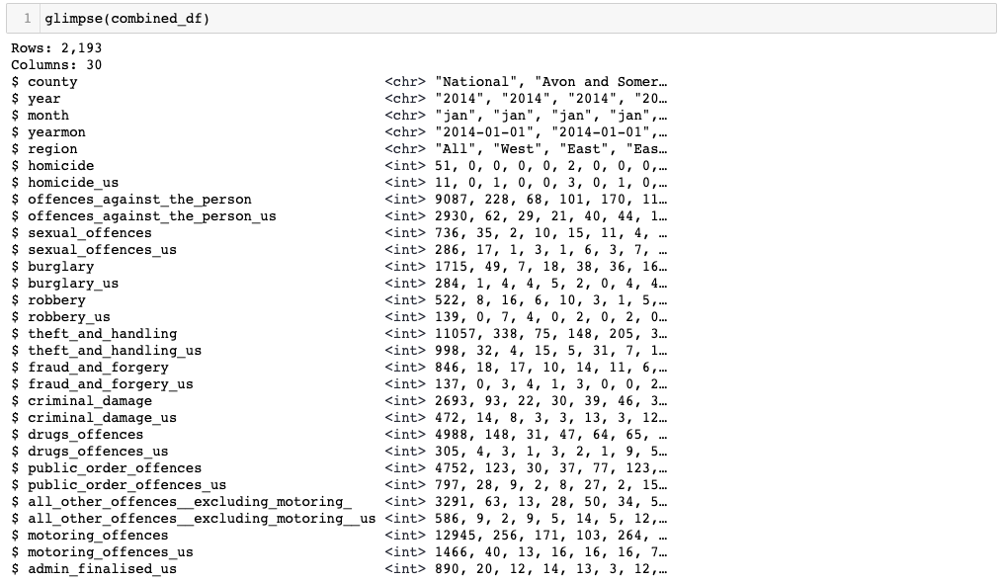 1 glimpse(combined_df)
Rows: 2,193
Columns: 30
$ county <chr> "National", "Avon and Somer…
$ year <chr> "2014", "2014", "2014", "20…
$ month <chr> "jan", "jan", "jan", "jan",…
$ yearmon <chr> "2014-01-01", "2014-01-01",…
$ region <chr> "All", "West", "East", "Eas…
$ homicide <int> 51, 0, 0, 0, 0, 2, 0, 0, 0,…
$ homicide_us <int> 11, 0, 1, 0, 0, 3, 0, 1, 0,…
$ offences_against_the_person <int> 9087, 228, 68, 101, 170, 11…
$ offences_against_the_person_us <int> 2930, 62, 29, 21, 40, 44, 1…
$ sexual_offences <int> 736, 35, 2, 10, 15, 11, 4, …
$ sexual_offences_us <int> 286, 17, 1, 3, 1, 6, 3, 7, …
$ burglary <int> 1715, 49, 7, 18, 38, 36, 16…
$ burglary_us <int> 284, 1, 4, 4, 5, 2, 0, 4, 4…
$ robbery <int> 522, 8, 16, 6, 10, 3, 1, 5,…
$ robbery_us <int> 139, 0, 7, 4, 0, 2, 0, 2, 0…
$ theft_and_handling <int> 11057, 338, 75, 148, 205, 3…
$ theft_and_handling_us <int> 998, 32, 4, 15, 5, 31, 7, 1…
$ fraud_and_forgery <int> 846, 18, 17, 10, 14, 11, 6,…
$ fraud_and_forgery_us <int> 137, 0, 3, 4, 1, 3, 0, 0, 2…
$ criminal_damage <int> 2693, 93, 22, 30, 39, 46, 3…
$ criminal_damage_us <int> 472, 14, 8, 3, 3, 13, 3, 12…
$ drugs_offences <int> 4988, 148, 31, 47, 64, 65, …
$ drugs_offences_us <int> 305, 4, 3, 1, 3, 2, 1, 9, 5…
$ public_order_offences <int> 4752, 123, 30, 37, 77, 123,…
$ public_order_offences_us <int> 797, 28, 9, 2, 8, 27, 2, 15…
$ all_other_offences__excluding_motoring_ <int> 3291, 63, 13, 28, 50, 34, 5…
$ all_other_offences__excluding_motoring__us <int> 586, 9, 2, 9, 5, 14, 5, 12,…
$ motoring_offences <int> 12945, 256, 171, 103, 264, …
$ motoring_offences_us <int> 1466, 40, 13, 16, 16, 16, 7…
$ admin_finalised_us <int> 890, 20, 12, 14, 13, 3, 12,…